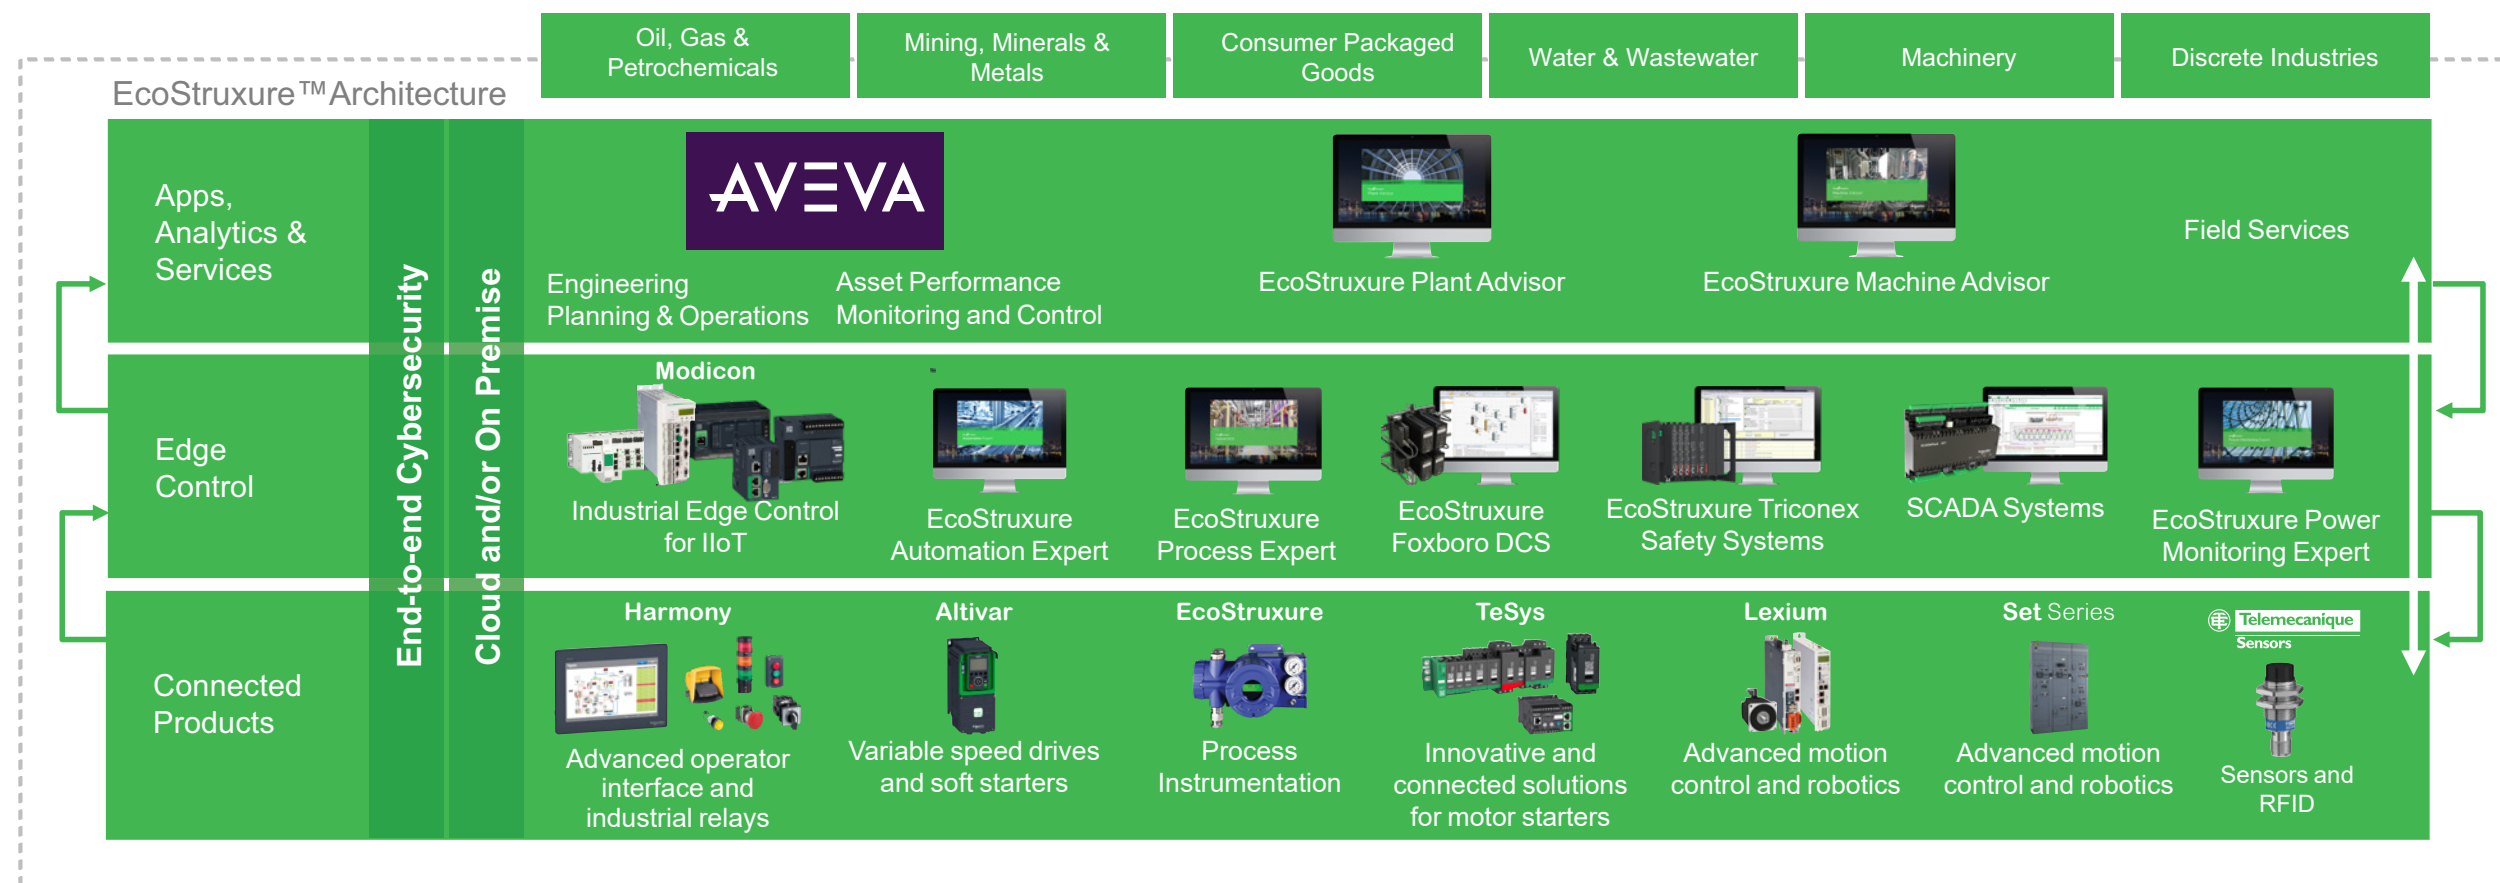 Oil, Gas &
Petrochemicals
Mining, Minerals &
Metals
Consumer Packaged
Goods
Water & Wastewater
Machinery
Discrete Industries
EcoStruxure™Architecture
Apps,
Analytics &
Services
End-to-end Cybersecurity
Cloud and/or On Premise
AVEVA
Engineering
Planning & Operations
Asset Performance
Monitoring and Control
EcoStruxure Plant Advisor
EcoStruxure Machine Advisor
Field Services
Edge
Control
Modicon
Industrial Edge Control
for IIoT
EcoStruxure
Automation Expert
EcoStruxure
Process Expert
EcoStruxure
Foxboro DCS
EcoStruxure Triconex
Safety Systems
SCADA Systems
EcoStruxure Power
Monitoring Expert
Connected
Products
Harmony
Advanced operator
interface and
industrial relays
Altivar
Variable speed drives
and soft starters
EcoStruxure
Process
Instrumentation
TeSys
Innovative and
connected solutions
for motor starters
Lexium
Advanced motion
control and robotics
Set Series
Advanced motion
control and robotics
Telemecanique
Sensors
Sensors and
RFID